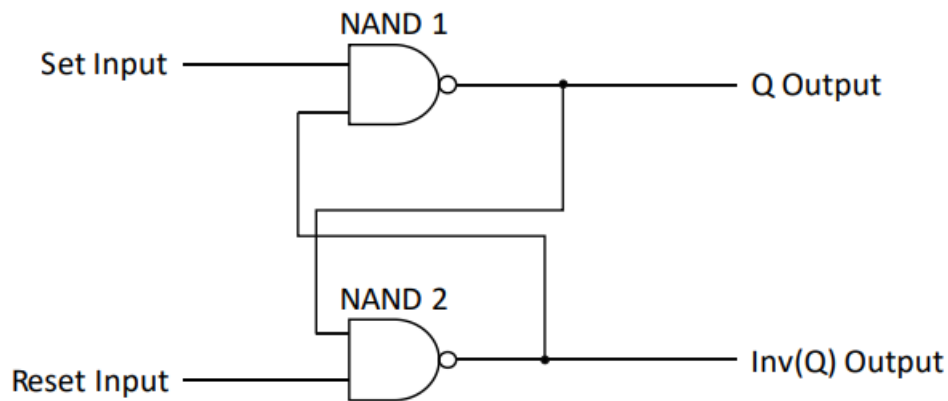 NAND 1
Set Input
Q Output
NAND 2
Reset Input
Inv(Q) Output